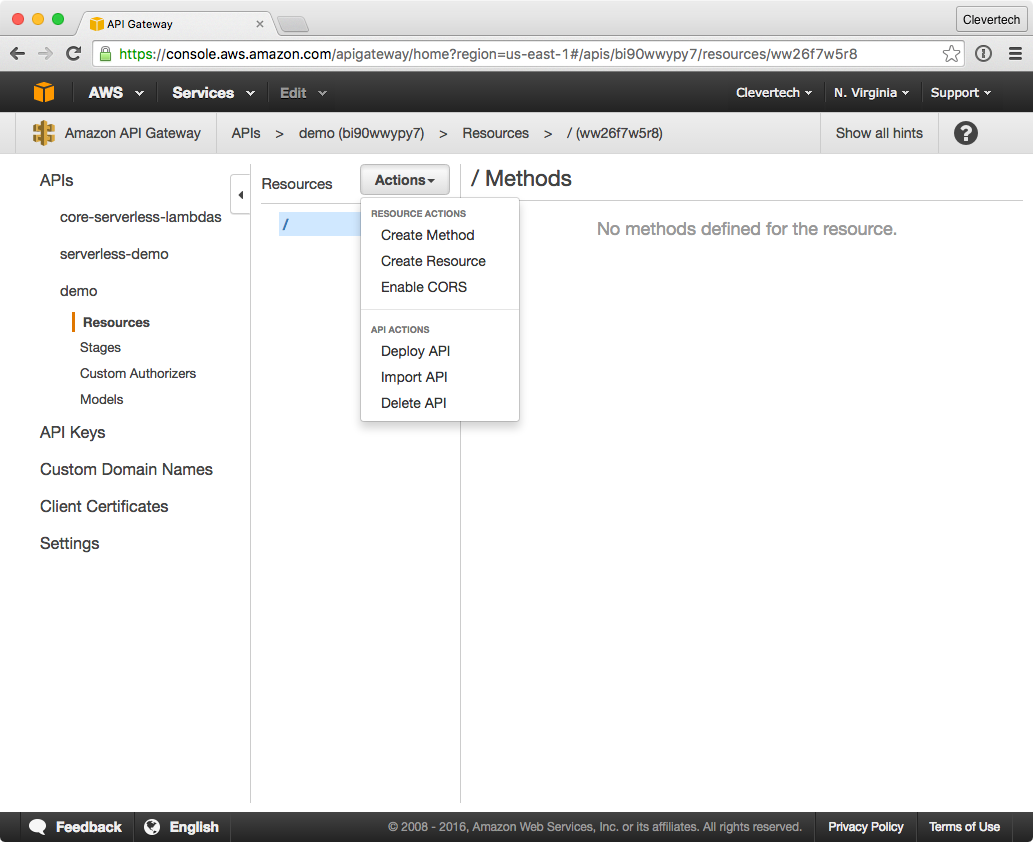 API Gateway
Clevertech
https://console.aws.amazon.com/apigateway/home?region=us-east-1#/apis/bi90wwypy7/resources/ww26f7w5r8
AWS Services Edit Clevertech N. Virginia Support
Amazon API Gateway APIs > demo (bi90wwypy7) > Resources > / (ww26f7w5r8) Show all hints ?
APIs
core-serverless-lambdas
serverless-demo
demo
Resources
Stages
Custom Authorizers
Models
API Keys
Custom Domain Names
Client Certificates
Settings
Resources
Actions
/
RESOURCE ACTIONS
Create Method
Create Resource
Enable CORS
API ACTIONS
Deploy API
Import API
Delete API
/ Methods
No methods defined for the resource.
Feedback English © 2008 - 2016, Amazon Web Services, Inc. or its affiliates. All rights reserved. Privacy Policy Terms of Use